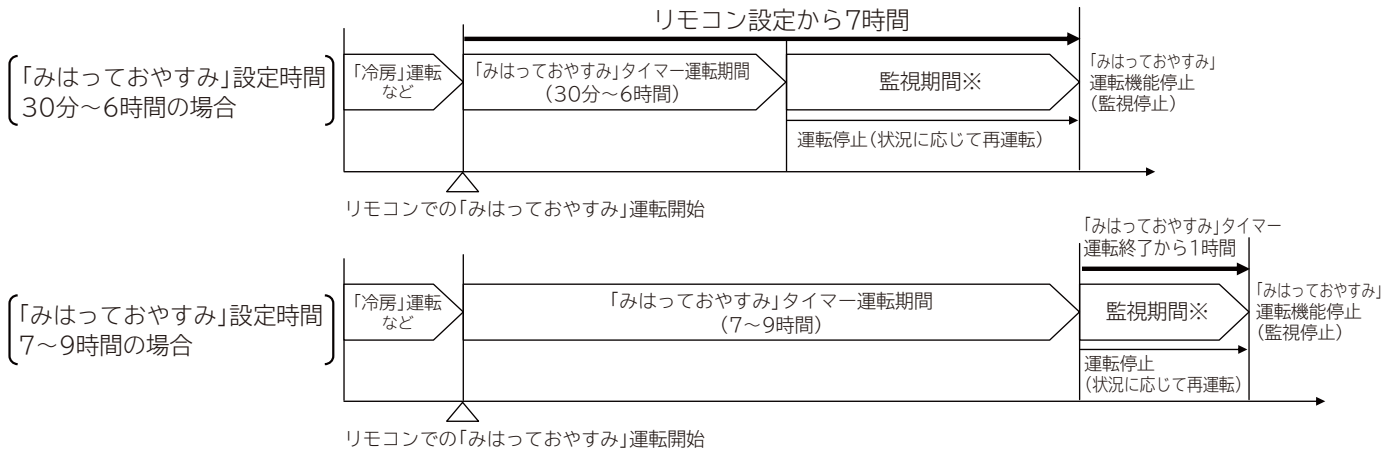 リモコン設定から7時間
「みはっておやすみ」設定時間
30分～6時間の場合
「冷房」運転
など
「みはっておやすみ」タイマー運転期間
(30分～6時間)
監視期間※
「みはっておやすみ」
運転機能停止
(監視停止)
運転停止(状況に応じて再運転)
リモコンでの「みはっておやすみ」運転開始
「みはっておやすみ」タイマー
運転終了から1時間
「みはっておやすみ」設定時間
7～9時間の場合
「冷房」運転
など
「みはっておやすみ」タイマー運転期間
(7～9時間)
監視期間※
「みはっておやすみ」
運転機能停止
(監視停止)
運転停止
(状況に応じて再運転)
リモコンでの「みはっておやすみ」運転開始